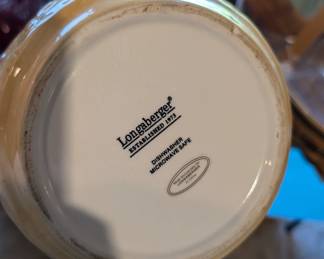 Longaberger®
ESTABLISHED 1973
DISHWASHER
MICROWAVE SAFE